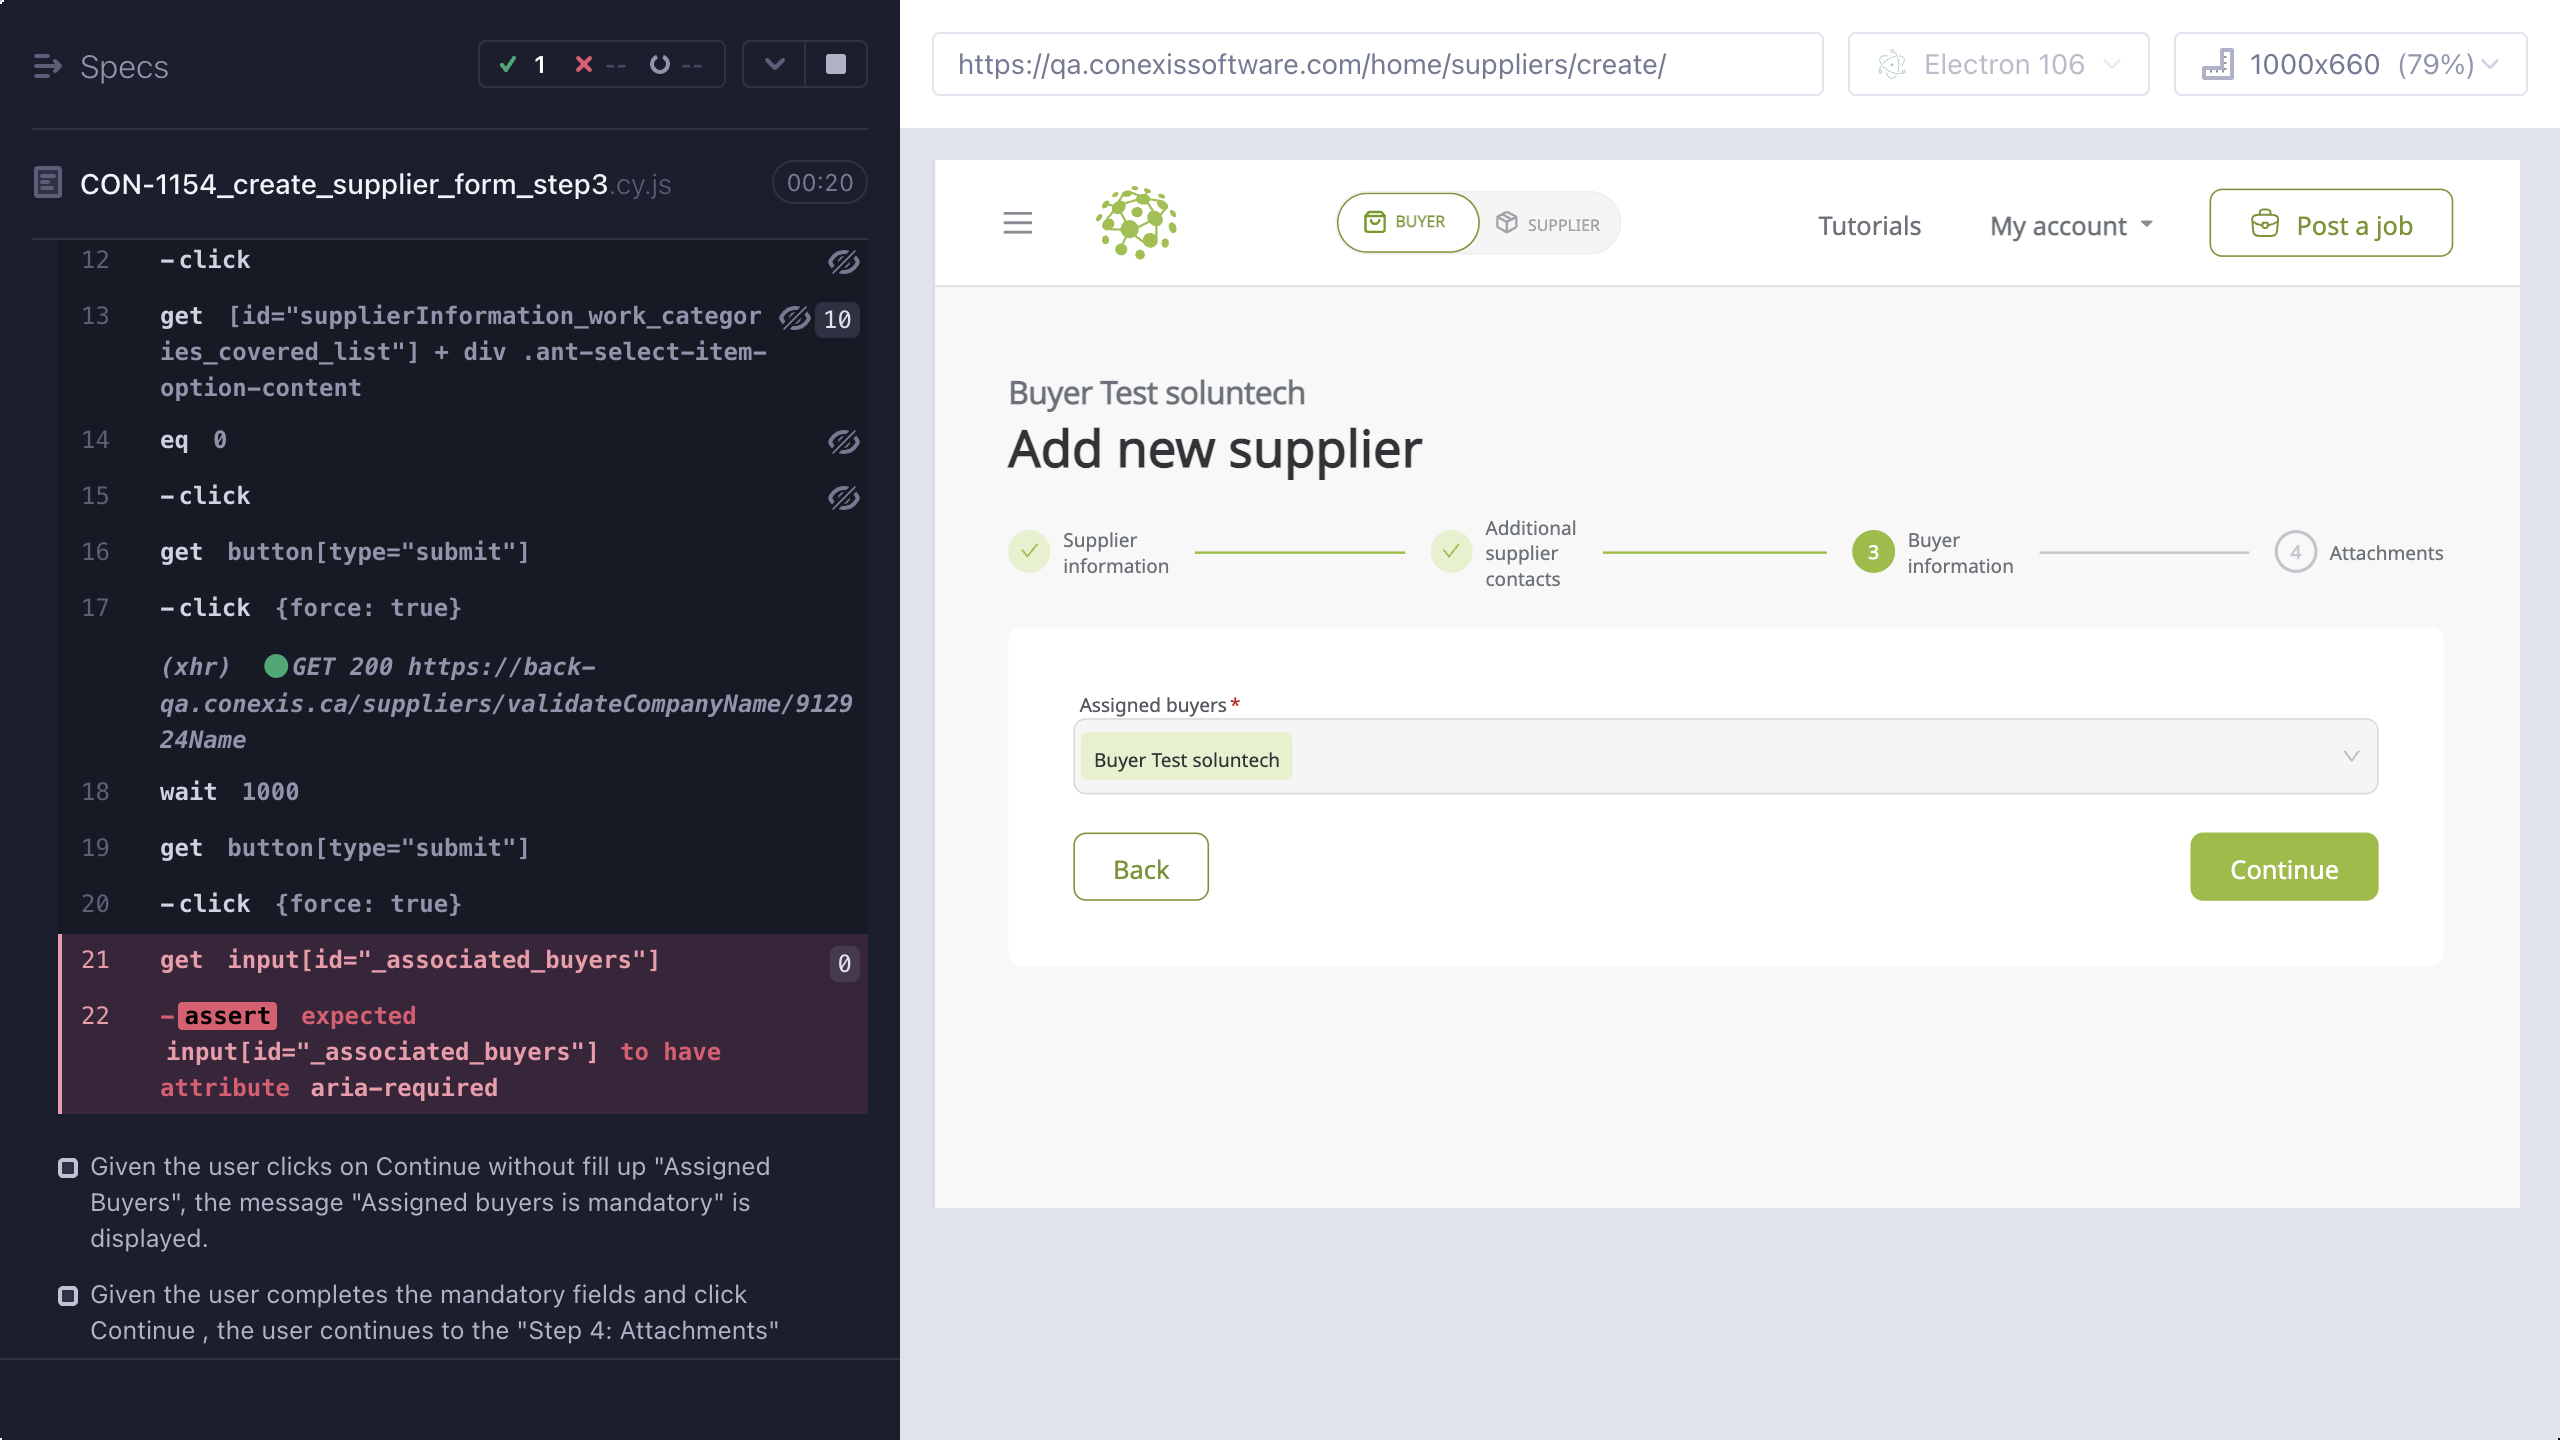 Specs
1
--
--
CON-1154_create_supplier_form_step3.cy.js
00:20
12 -click
13 get [id="supplierInformation_work_categor
ies_covered_list"] + div .ant-select-item-
option-content
10
14 eq 0
15 -click
16 get button[type="submit"]
17 -click {force: true}
(xhr) GET 200 https://back-
qa.conexis.ca/suppliers/validateCompanyName/9129
24Name
18 wait 1000
19 get button[type="submit"]
20 -click {force: true}
21 get input[id="_associated_buyers"] 0
22 -assert expected
input[id="_associated_buyers"] to have
attribute aria-required
Given the user clicks on Continue without fill up "Assigned
Buyers", the message "Assigned buyers is mandatory" is
displayed.
Given the user completes the mandatory fields and click
Continue , the user continues to the "Step 4: Attachments"
https://qa.conexissoftware.com/home/suppliers/create/
Electron 106
1000x660 (79%)
BUYER
SUPPLIER
Tutorials
My account
Post a job
Buyer Test soluntech
Add new supplier
Supplier
information
Additional
supplier
contacts
3
Buyer
information
4
Attachments
Assigned buyers*
Buyer Test soluntech
Back
Continue